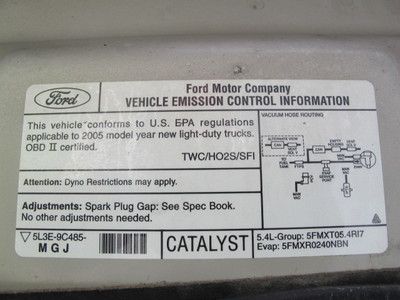 Ford
Ford Motor Company
VEHICLE EMISSION CONTROL INFORMATION
This vehicle conforms to U.S. EPA regulations
applicable to 2005 model year new light-duty trucks.
OBD II certified.
TWC/HO2S/SFI
VACUUM HOSE ROUTING
ALTERNATE VIEW
CAN
Attention: Dyno Restrictions may apply.
Adjustments: Spark Plug Gap: See Spec Book.
No other adjustments needed.
5L3E-9C485-
M G J
CATALYST
5.4L-Group: 5FMXT05.4RI7
Evap: 5FMXR0240NBN